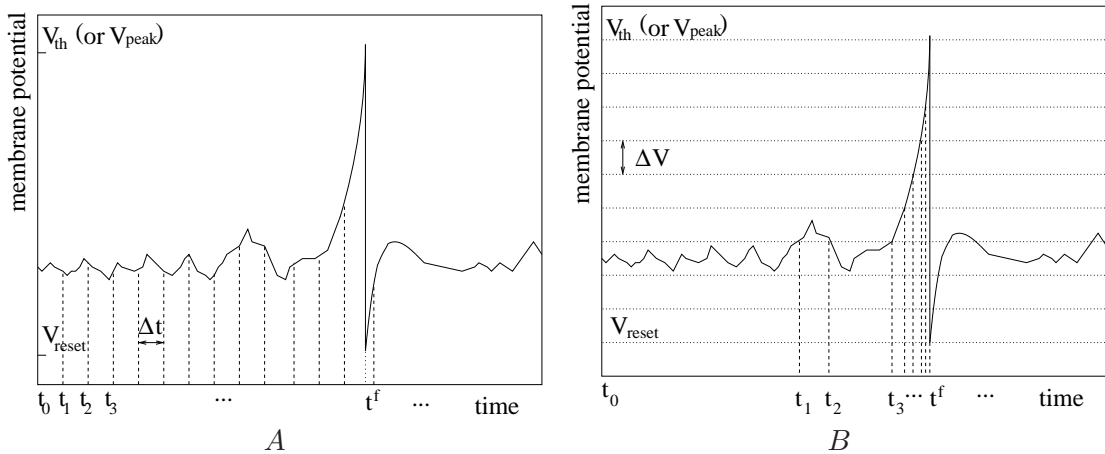 V_th (or V_peak)
membrane potential
V_reset
Δt
t_0 t_1 t_2 t_3 ... t^f ... time
A
V_th (or V_peak)
membrane potential
ΔV
V_reset
t_0 t_1 t_2 t_3 ... t^f ... time
B